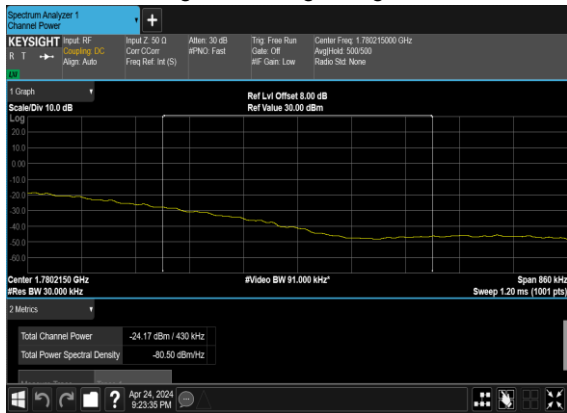 Spectrum Analyzer 1
Channel Power
+
KEYSIGHT
R T
Input: RF
Coupling: DC
Align: Auto
Input Z: 50 Ω
Corr CCorr
Freq Ref: Int (S)
Atten: 30 dB
#PNO: Fast
Trig: Free Run
Gate: Off
#IF Gain: Low
Center Freq: 1.780215000 GHz
Avg|Hold: 500/500
Radio Std: None
1 Graph
Scale/Div 10.0 dB
Ref Lvl Offset 8.00 dB
Ref Value 30.00 dBm
Log
20.0
10.0
0.00
-10.0
-20.0
-30.0
-40.0
-50.0
-60.0
Center 1.7802150 GHz
#Res BW 30.000 kHz
#Video BW 91.000 kHz*
Span 860 kHz
Sweep 1.20 ms (1001 pts)
2 Metrics
Total Channel Power -24.17 dBm / 430 kHz
Total Power Spectral Density -80.50 dBm/Hz
?
Apr 24, 2024
9:23:35 PM